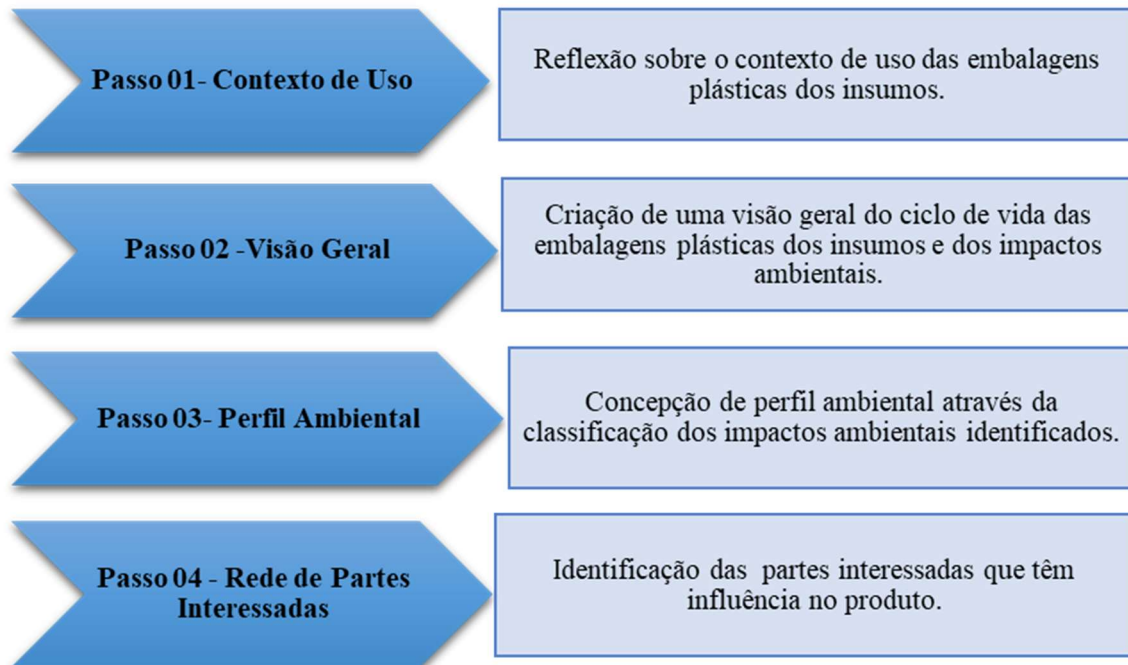 Passo 01- Contexto de Uso
Reflexão sobre o contexto de uso das embalagens
plásticas dos insumos.
Passo 02 -Visão Geral
Criação de uma visão geral do ciclo de vida das
embalagens plásticas dos insumos e dos impactos
ambientais.
Passo 03- Perfil Ambiental
Concepção de perfil ambiental através da
classificação dos impactos ambientais identificados.
Passo 04 - Rede de Partes
Interessadas
Identificação das partes interessadas que têm
influência no produto.